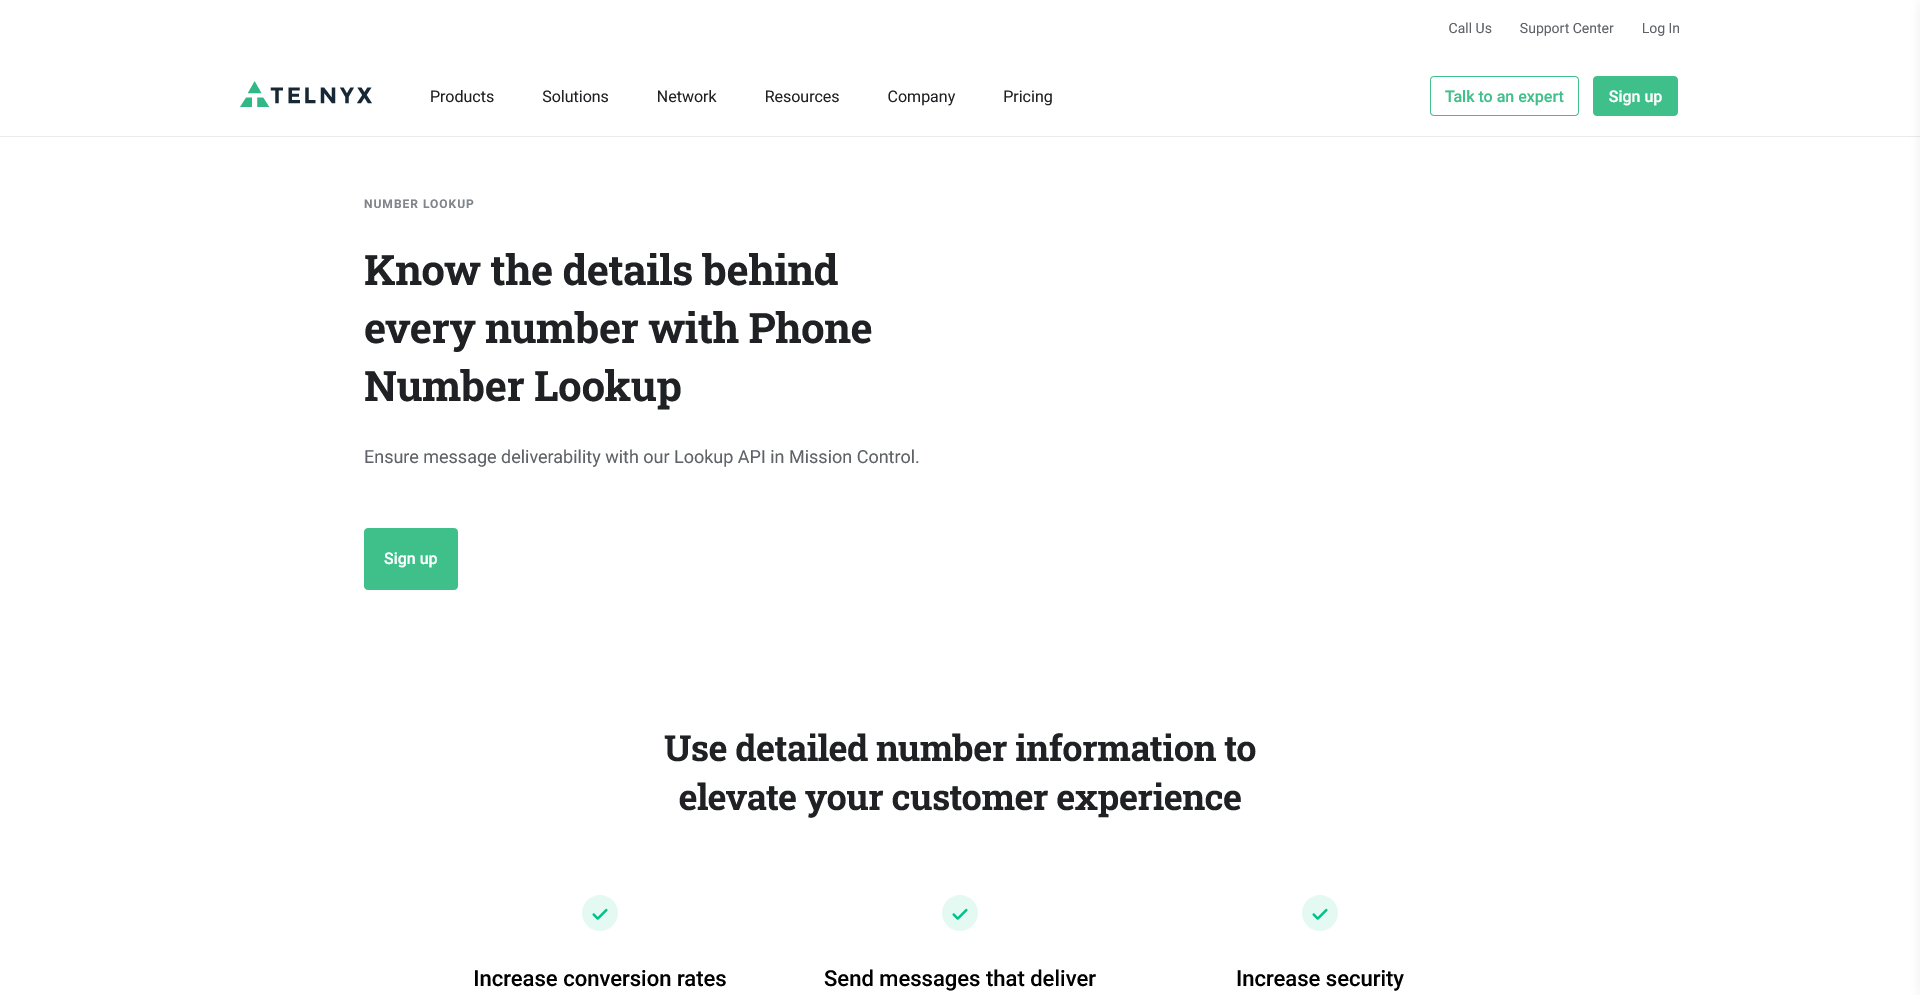 Call Us Support Center Log In
TELNYX Products Solutions Network Resources Company Pricing Talk to an expert Sign up
NUMBER LOOKUP
Know the details behind
every number with Phone
Number Lookup
Ensure message deliverability with our Lookup API in Mission Control.
Sign up
Use detailed number information to
elevate your customer experience
Increase conversion rates Send messages that deliver Increase security